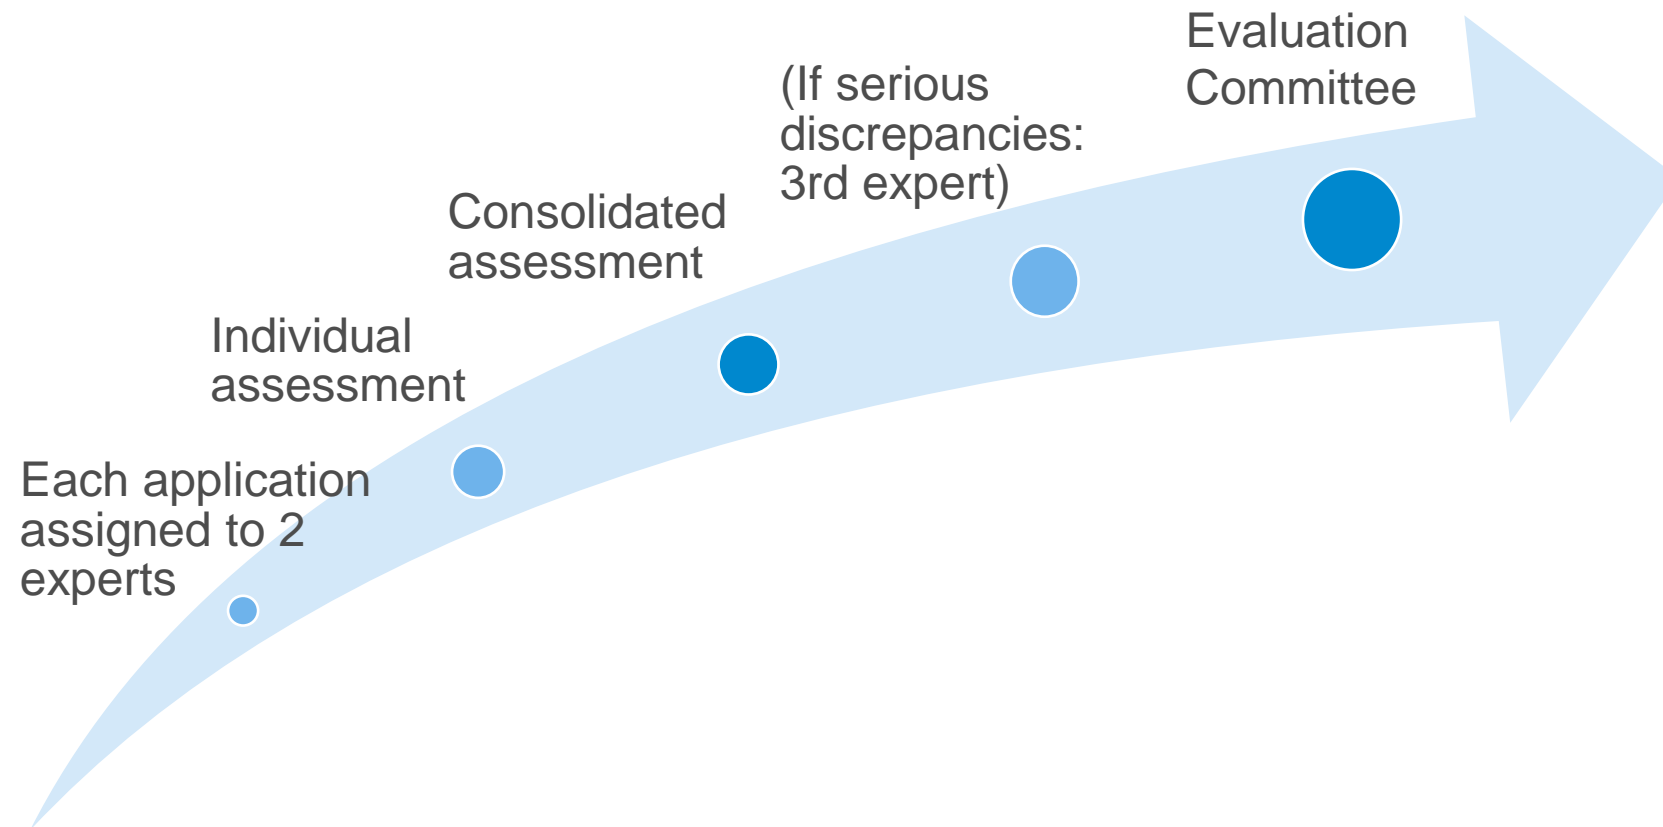 Each application
assigned to 2
experts
Individual
assessment
Consolidated
assessment
(If serious
discrepancies:
3rd expert)
Evaluation
Committee